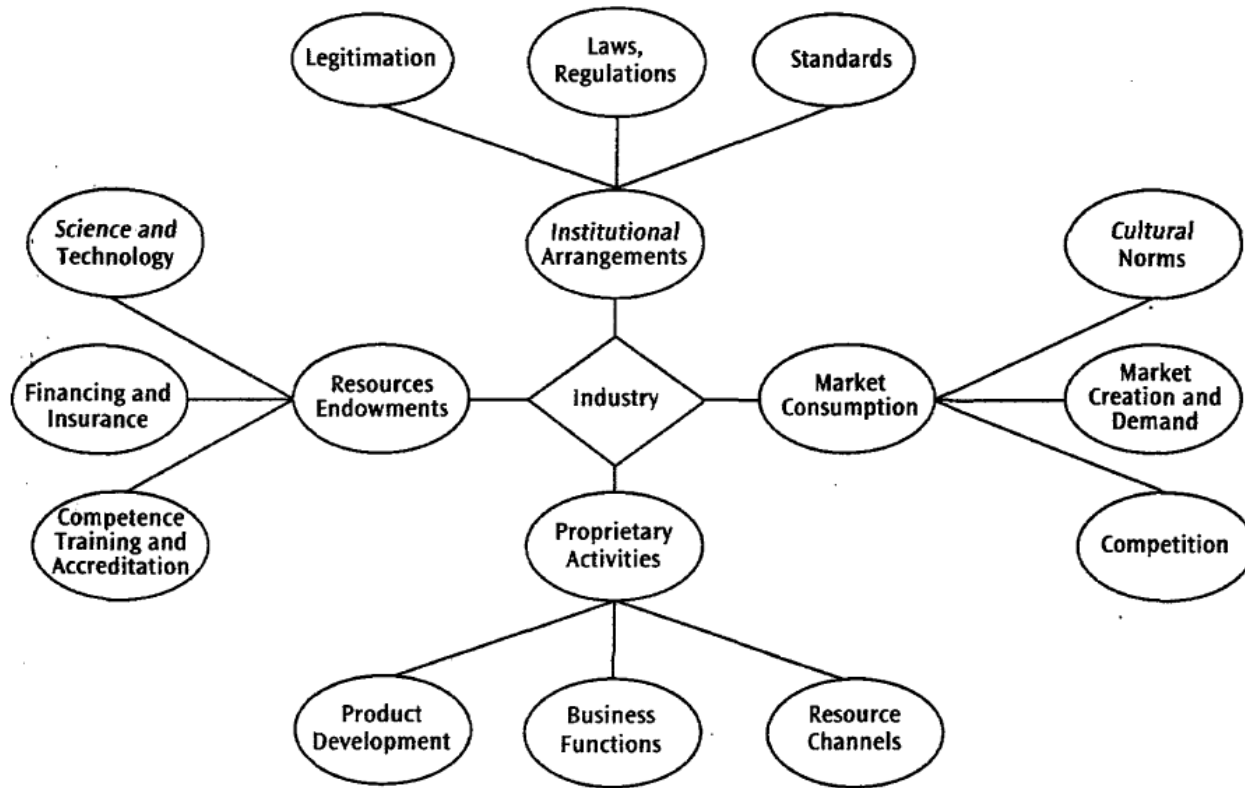 Legitimation
Laws,
Regulations
Standards
Science and
Technology
Institutional
Arrangements
Cultural
Norms
Financing and
Insurance
Resources
Endowments
Industry
Market
Consumption
Market
Creation and
Demand
Competence
Training and
Accreditation
Proprietary
Activities
Competition
Product
Development
Business
Functions
Resource
Channels